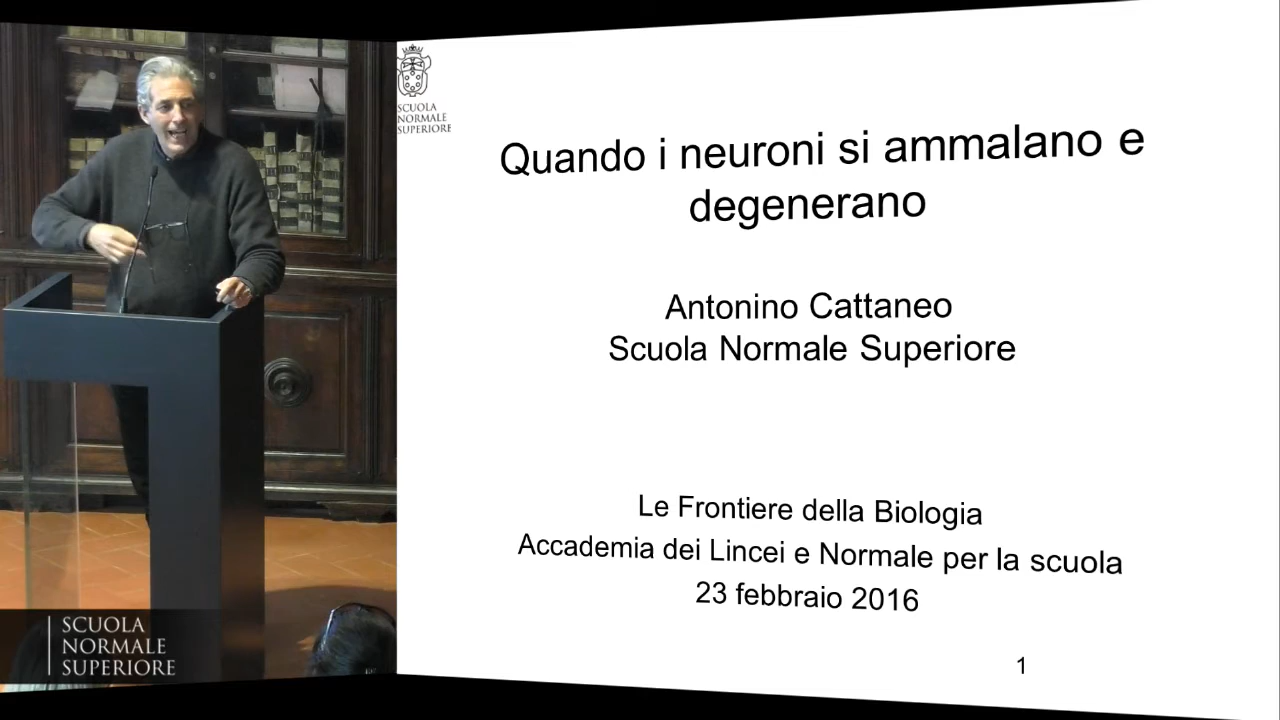 SCUOLA
NORMALE
SUPERIORE
Quando i neuroni si ammalano e
degenerano
Antonino Cattaneo
Scuola Normale Superiore
Le Frontiere della Biologia
Accademia dei Lincei e Normale per la scuola
23 febbraio 2016
1
SCUOLA
NORMALE
SUPERIORE